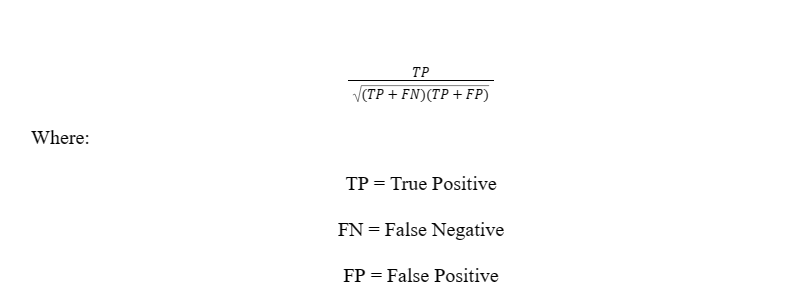 TP
√(TP + FN)(TP + FP)
Where:
TP = True Positive
FN = False Negative
FP = False Positive